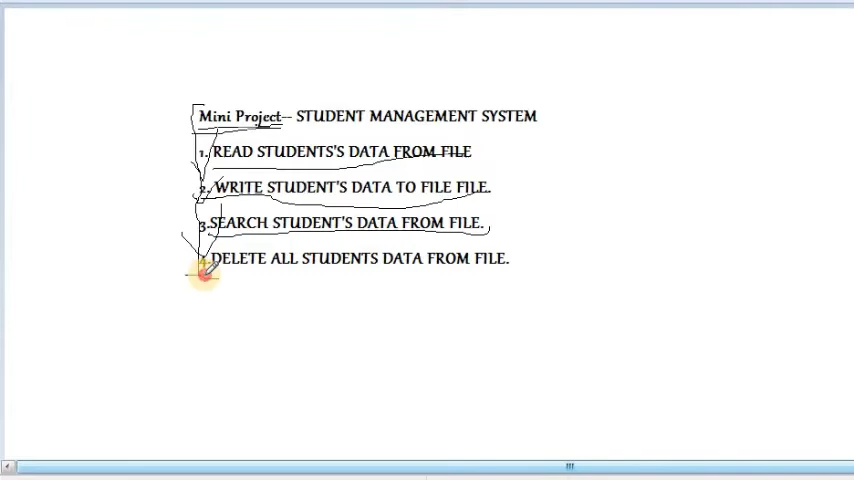 Mini Project-- STUDENT MANAGEMENT SYSTEM
1. READ STUDENTS'S DATA FROM FILE
2. WRITE STUDENT'S DATA TO FILE FILE.
3.SEARCH STUDENT'S DATA FROM FILE.
4.DELETE ALL STUDENTS DATA FROM FILE.